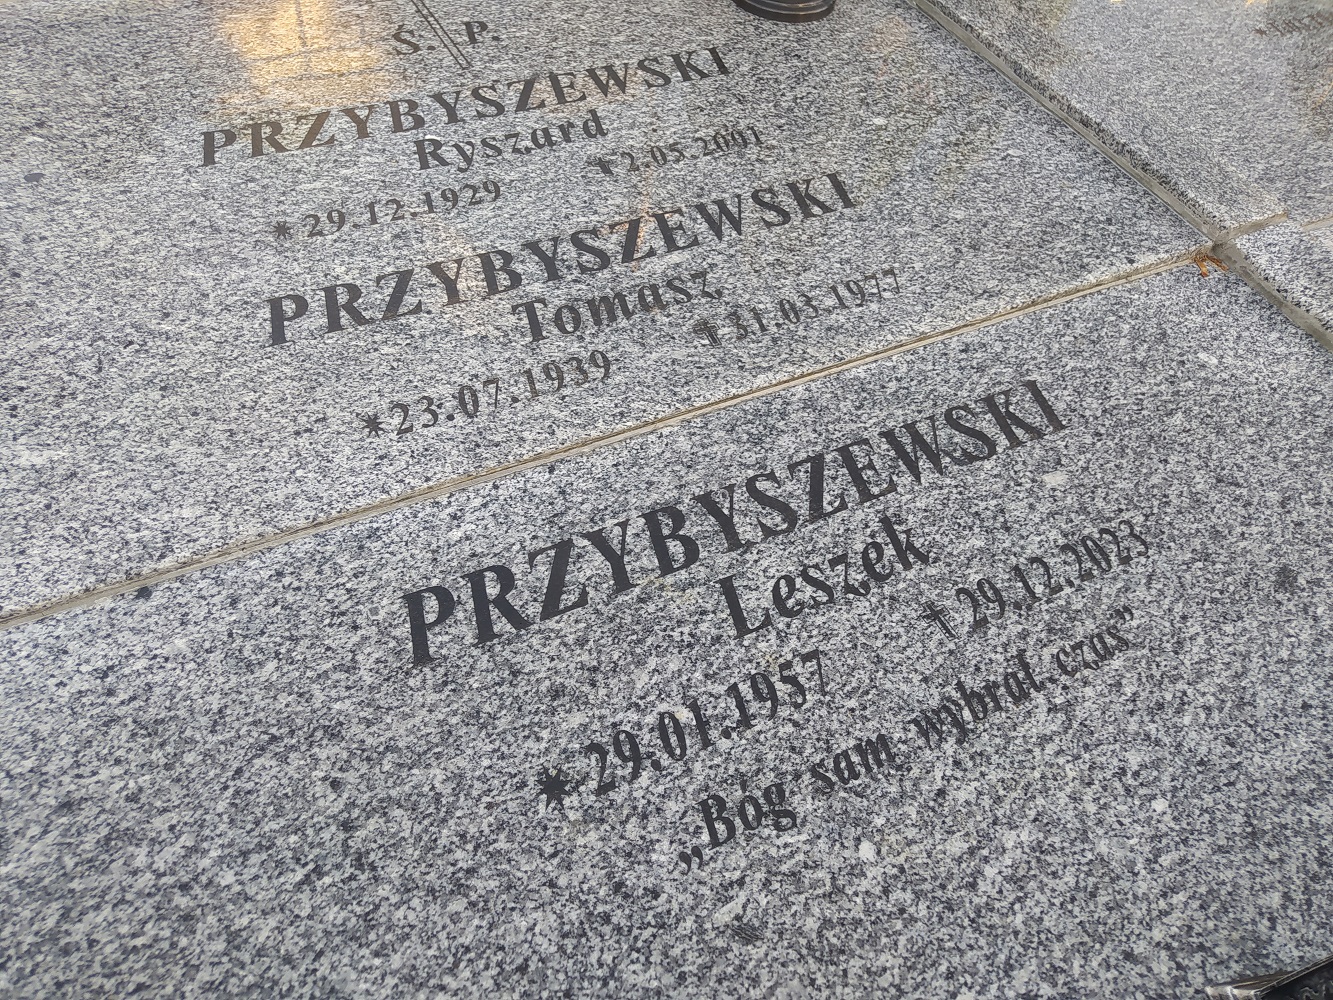 Ś. P.
PRZYBYSZEWSKI
Ryszard
✶29.12.1929 ✝2.05.2001
PRZYBYSZEWSKI
Tomasz
✶23.07.1939 ✝31.03.1977
PRZYBYSZEWSKI
Leszek
✶29.01.1957 ✝29.12.2023
„Bóg sam wybrał czas”